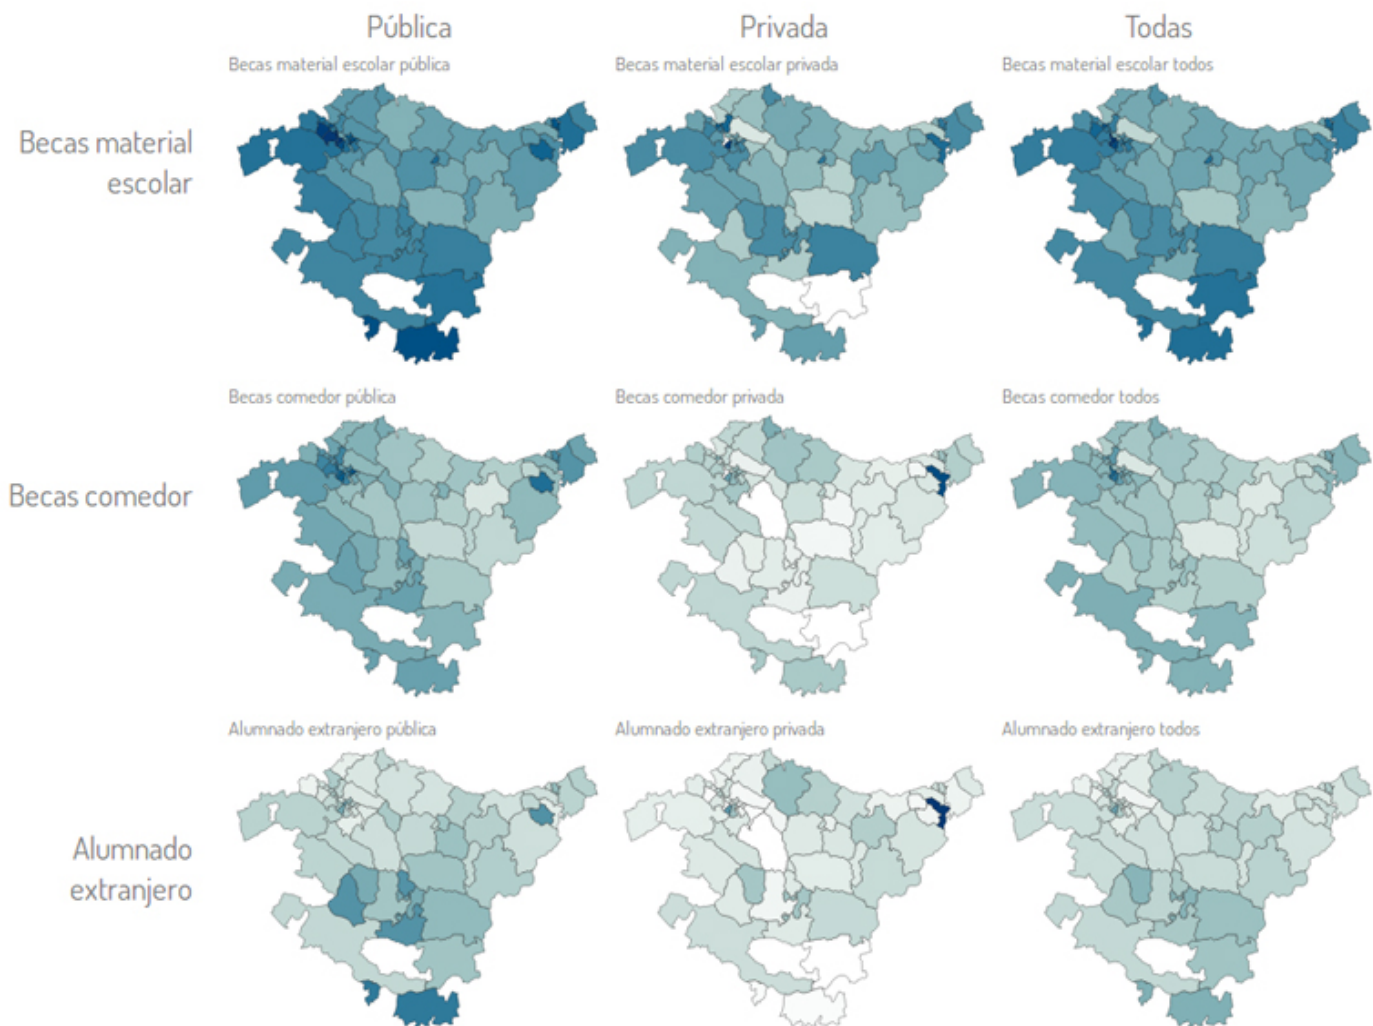 Pública
Privada
Todas
Becas material escolar pública
Becas material escolar privada
Becas material escolar todos
Becas material
escolar
Becas comedor pública
Becas comedor privada
Becas comedor todos
Becas comedor
Alumnado extranjero pública
Alumnado extranjero privada
Alumnado extranjero todos
Alumnado
extranjero